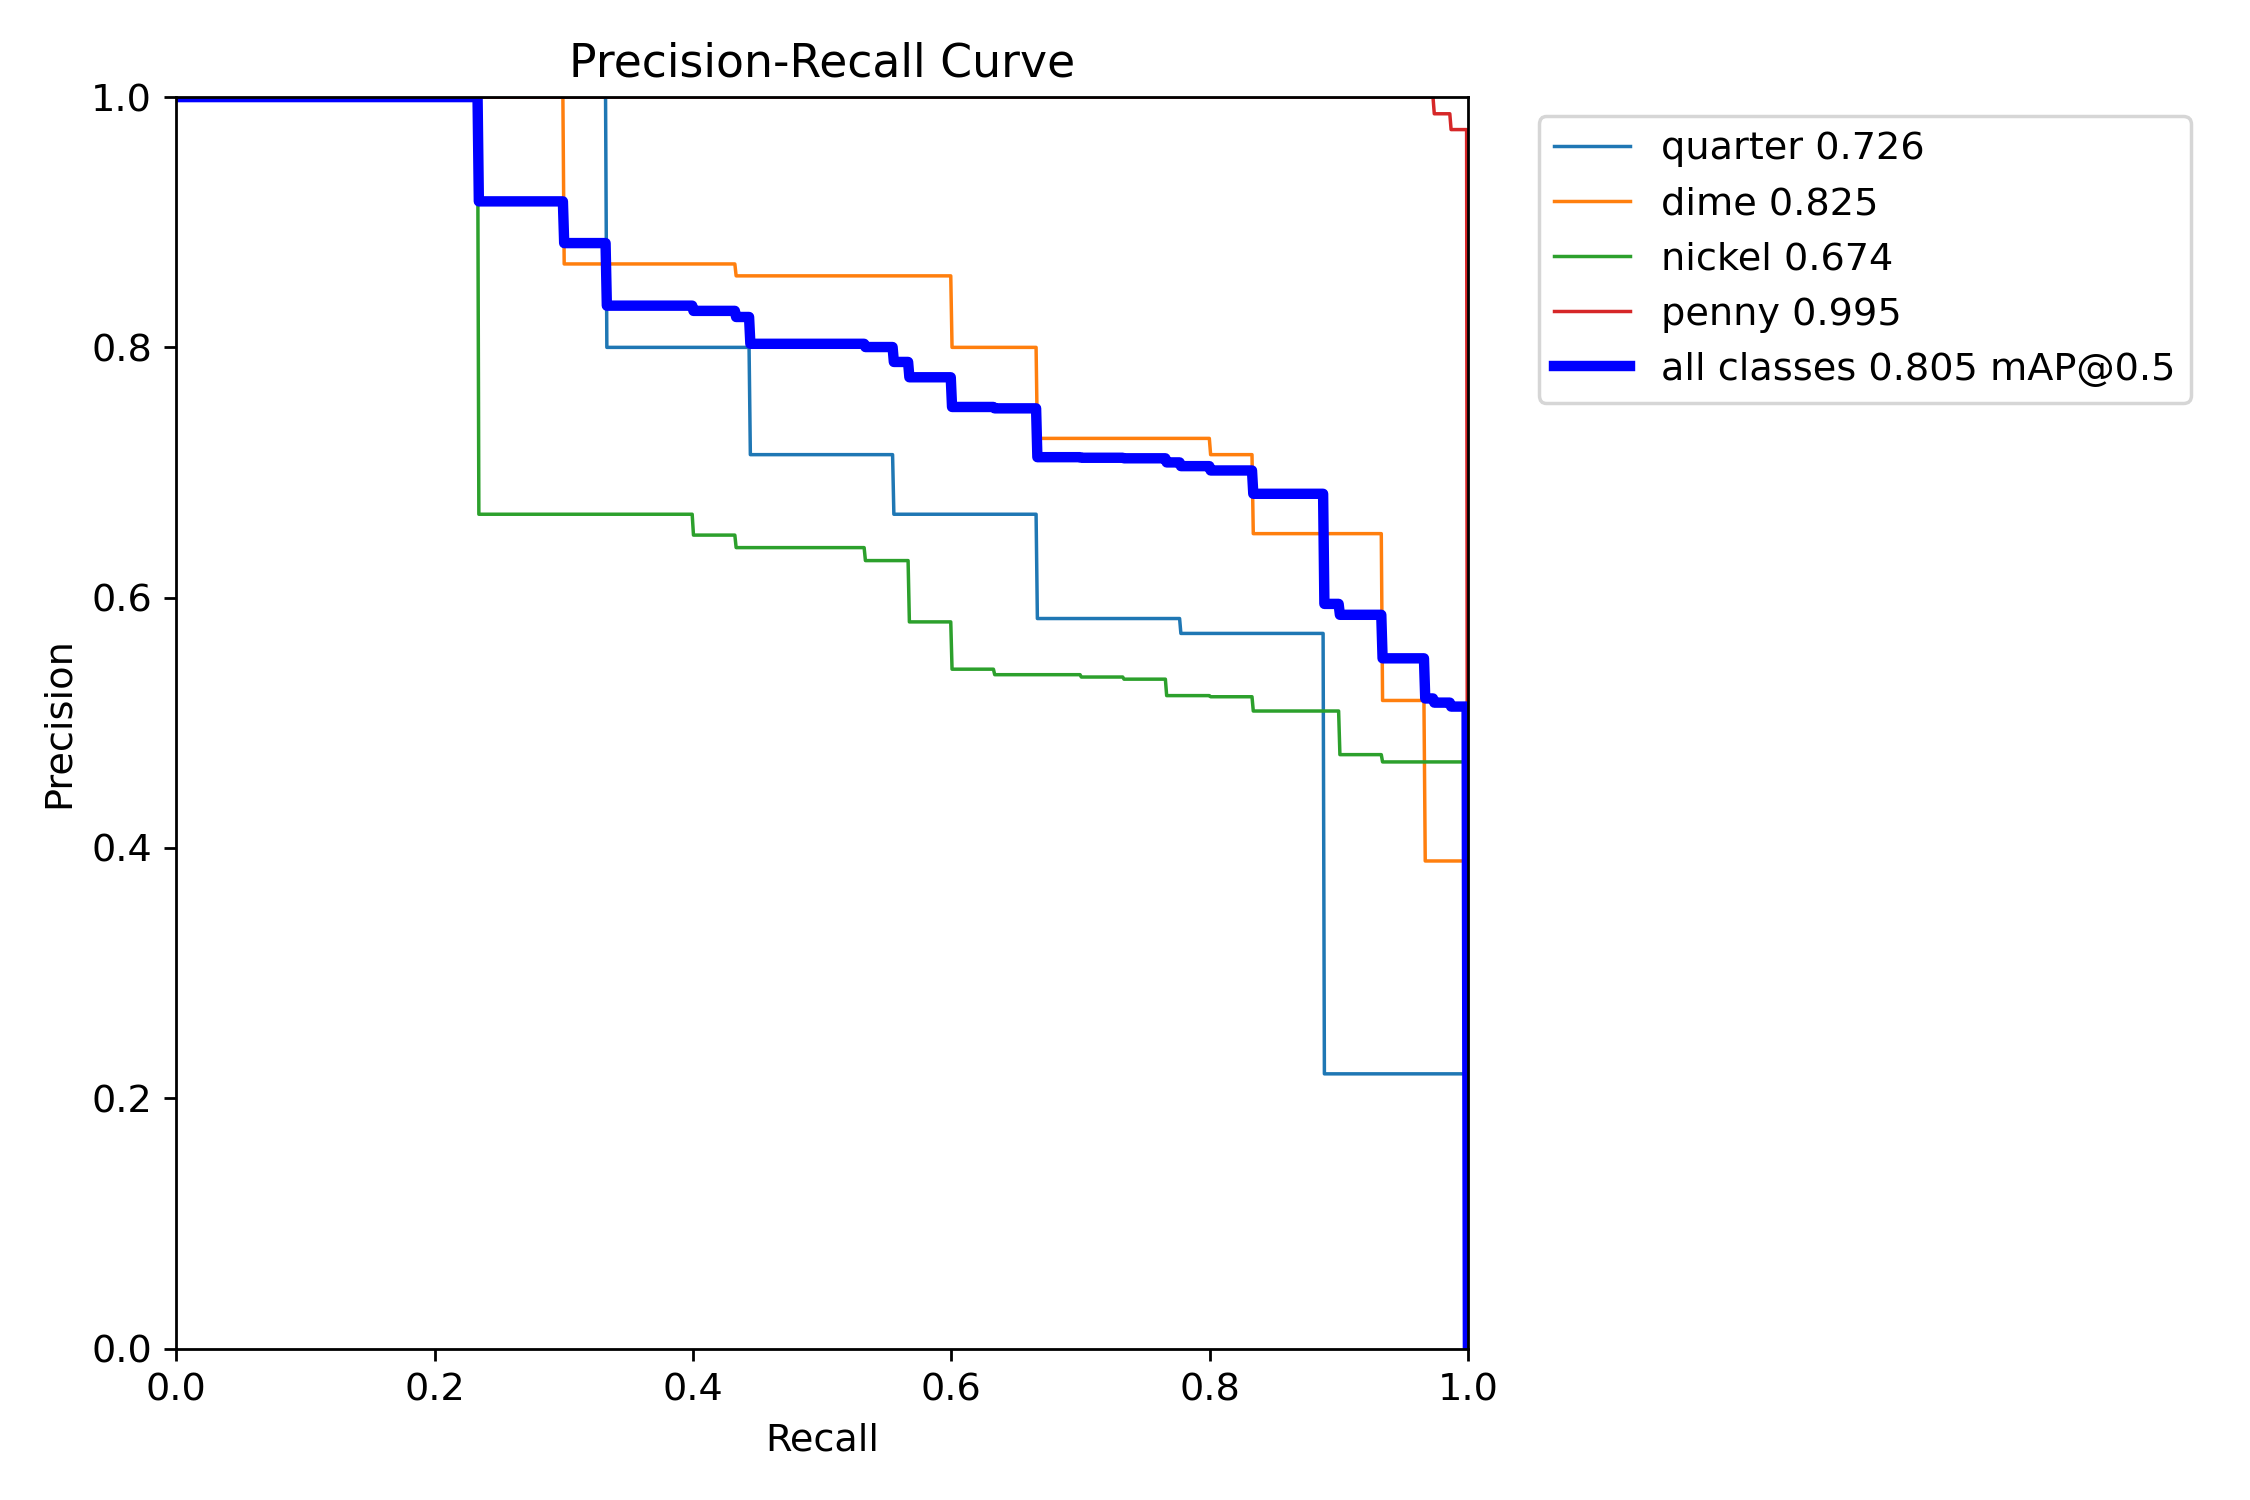 Precision-Recall Curve
1.0
0.8
0.6
0.4
0.2
0.0
Precision
0.0 0.2 0.4 0.6 0.8 1.0
Recall
quarter 0.726
dime 0.825
nickel 0.674
penny 0.995
all classes 0.805 mAP@0.5